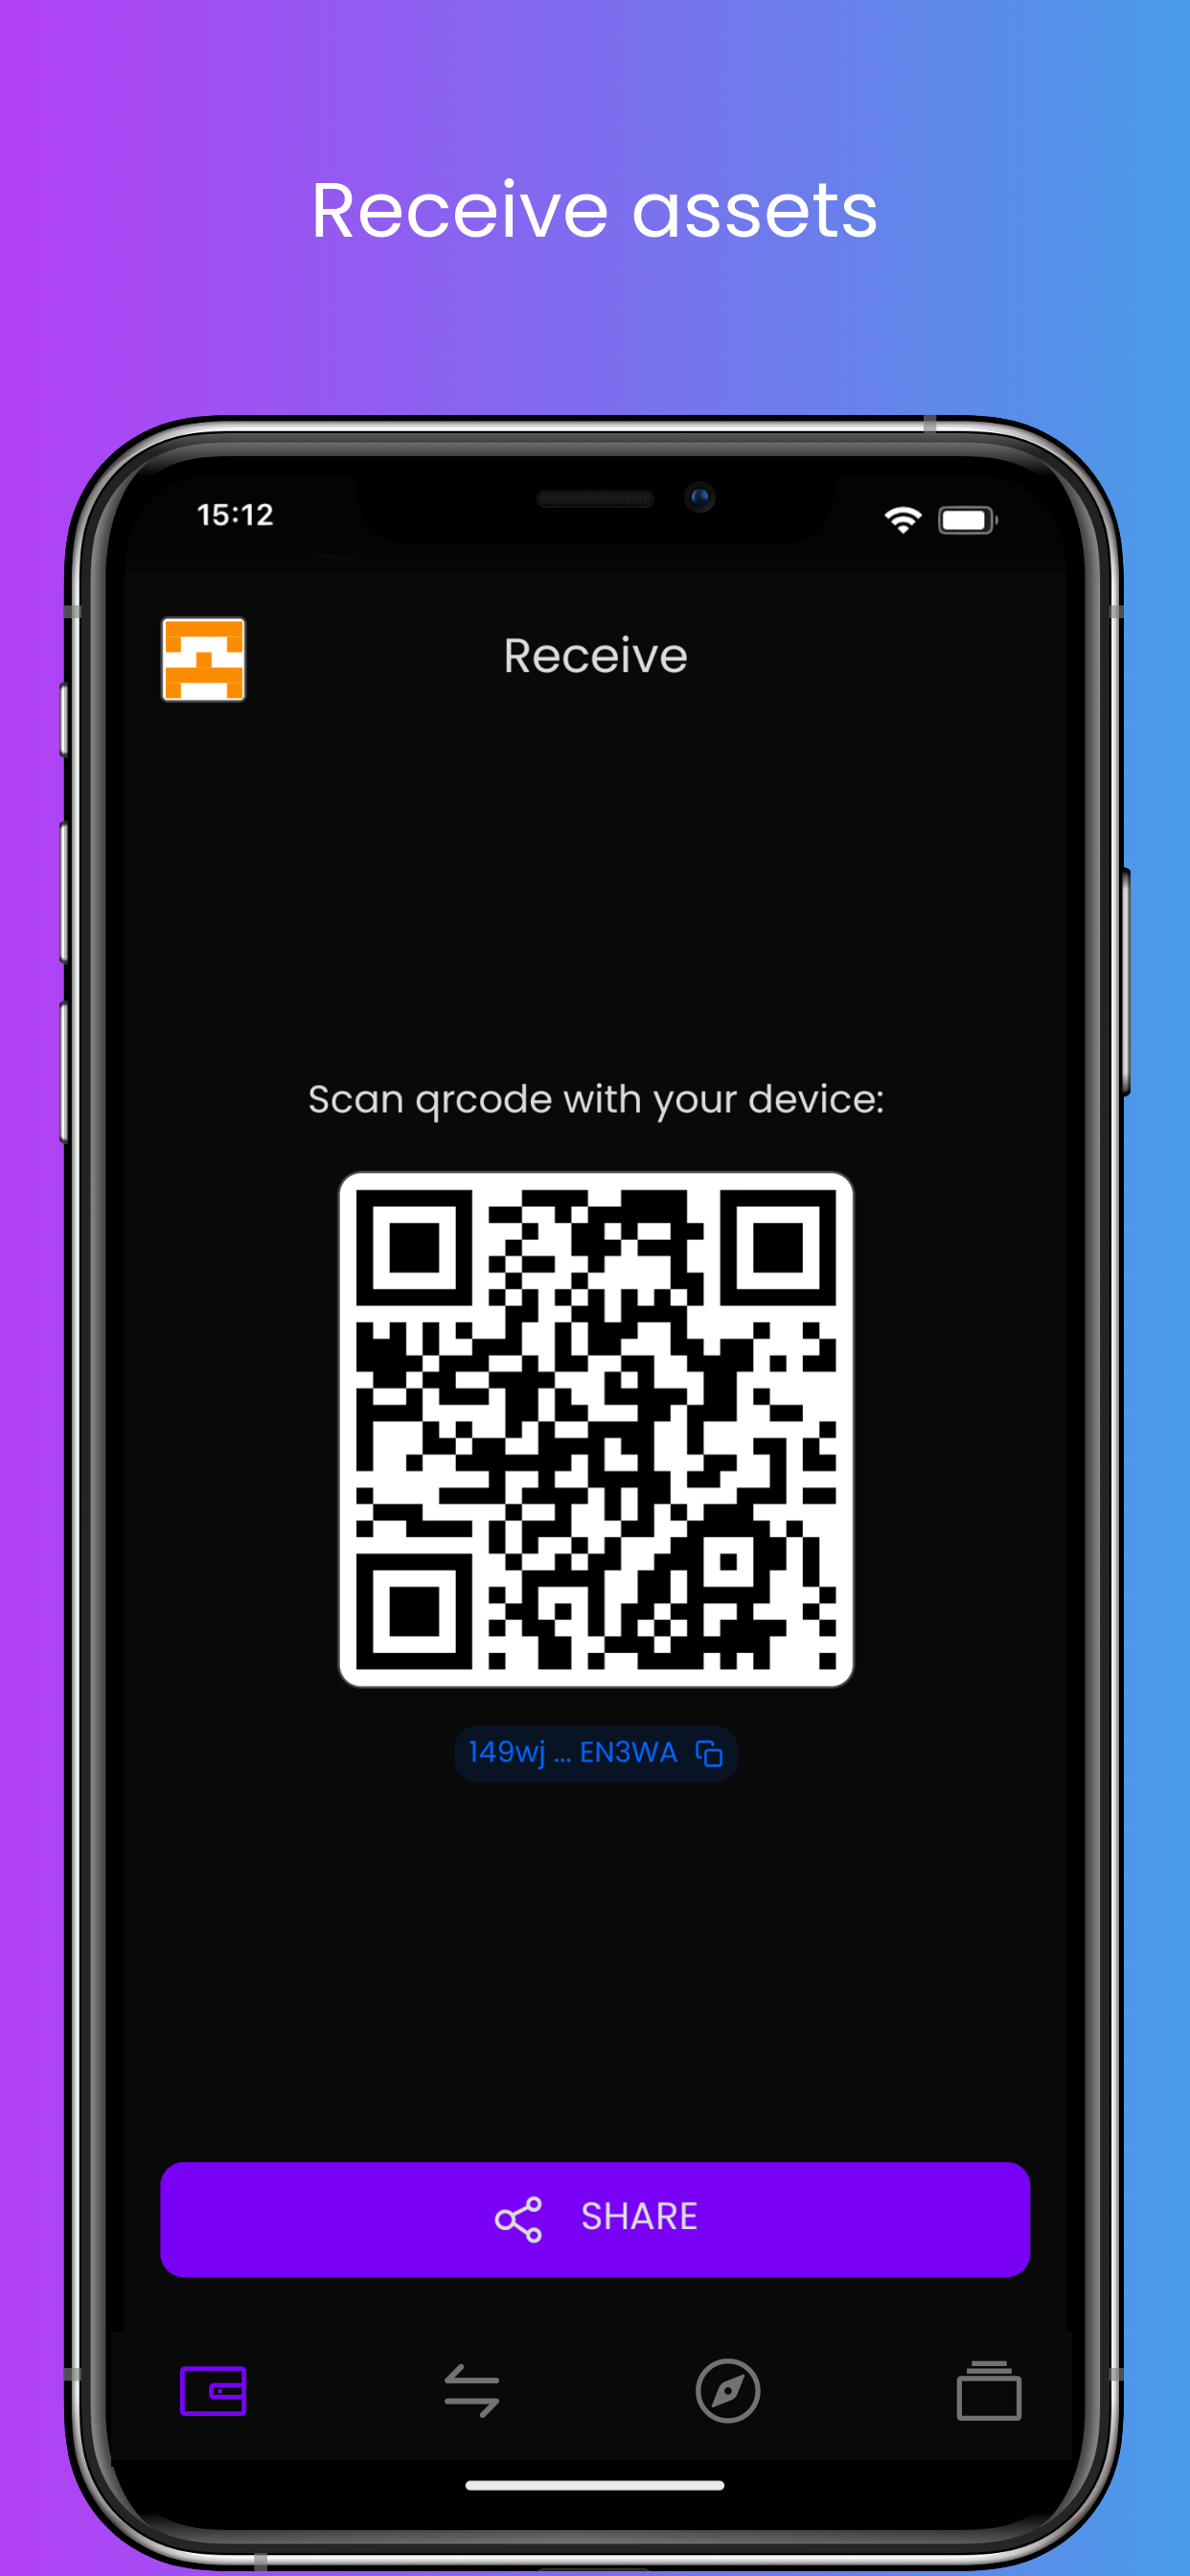 Receive assets
15:12
Receive
Scan qrcode with your device:
149wj ... EN3WA
SHARE